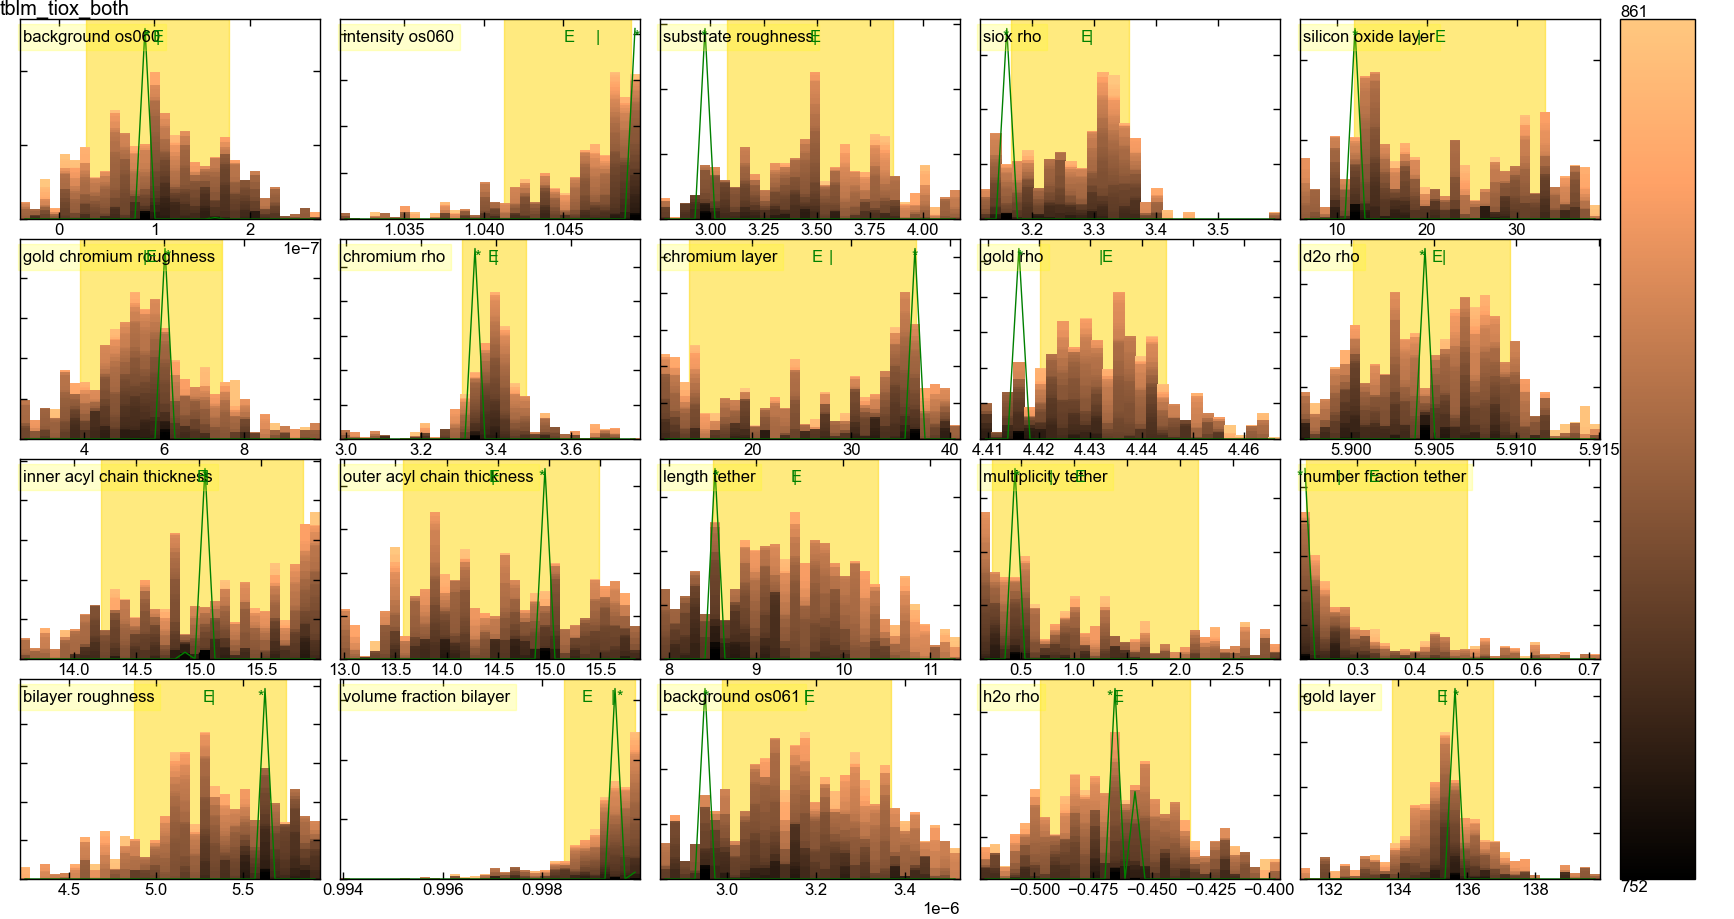 tblm_tiox_both
861
background os060
intensity os060
substrate roughness
siox rho
silicon oxide layer
0 1 2
1.035 1.040 1.045
3.00 3.25 3.50 3.75 4.00
3.2 3.3 3.4 3.5
10 20 30
1e−7
gold chromium roughness
chromium rho
chromium layer
gold rho
d2o rho
4 6 8
3.0 3.2 3.4 3.6
20 30 40
4.41 4.42 4.43 4.44 4.45 4.46
5.900 5.905 5.910 5.915
inner acyl chain thickness
outer acyl chain thickness
length tether
multiplicity tether
number fraction tether
14.0 14.5 15.0 15.5
13.0 13.5 14.0 14.5 15.0 15.5
8 9 10 11
0.5 1.0 1.5 2.0 2.5
0.3 0.4 0.5 0.6 0.7
bilayer roughness
volume fraction bilayer
background os061
h2o rho
gold layer
4.5 5.0 5.5
0.994 0.996 0.998
3.0 3.2 3.4
−0.500 −0.475 −0.450 −0.425 −0.400
132 134 136 138
752
1e−6